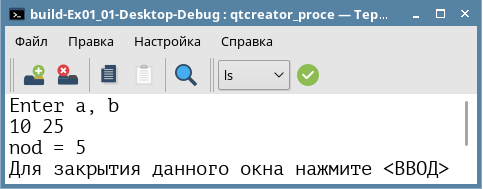 build-Ex01_01-Desktop-Debug : qtcreator_proce — Тер...
Файл Правка Настройка Справка
ls
Enter a, b
10 25
nod = 5
Для закрытия данного окна нажмите <ВВОД>